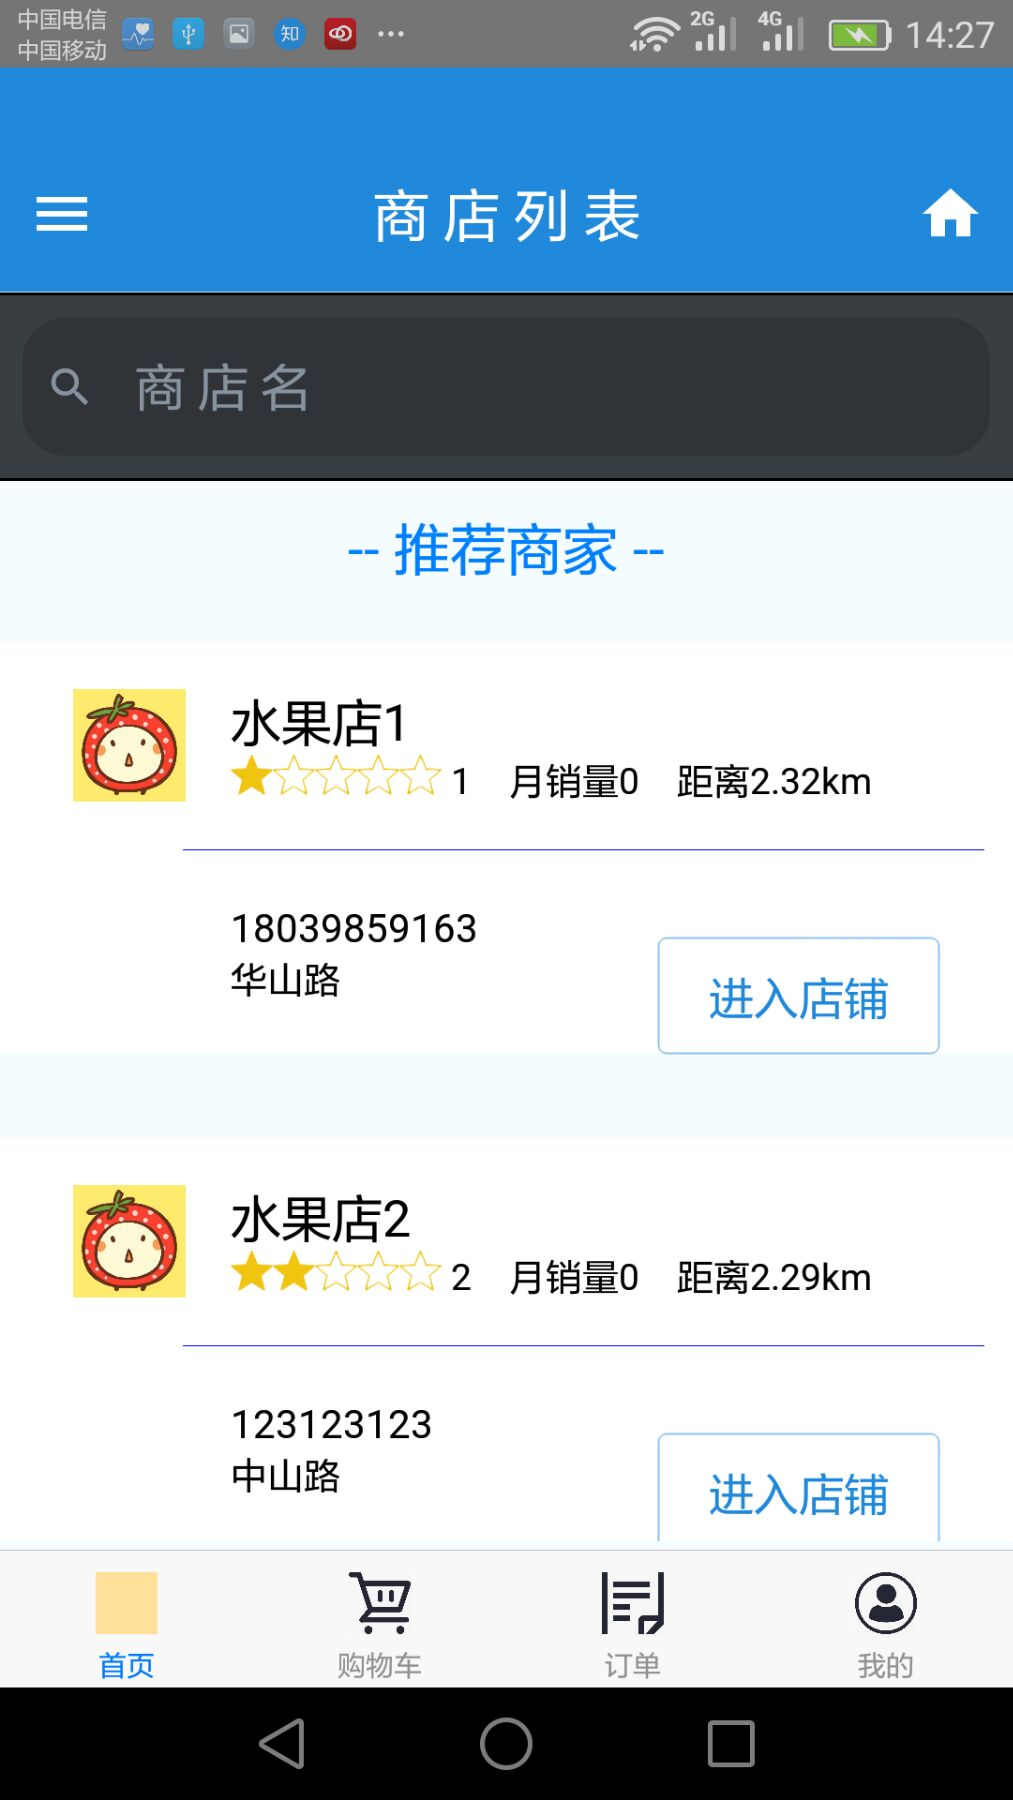 中国电信
中国移动
知
2G
4G
14:27
商店列表
商店名
-- 推荐商家 --
水果店1
1 月销量0 距离2.32km
18039859163
华山路
进入店铺
水果店2
2 月销量0 距离2.29km
123123123
中山路
进入店铺
首页 购物车 订单 我的